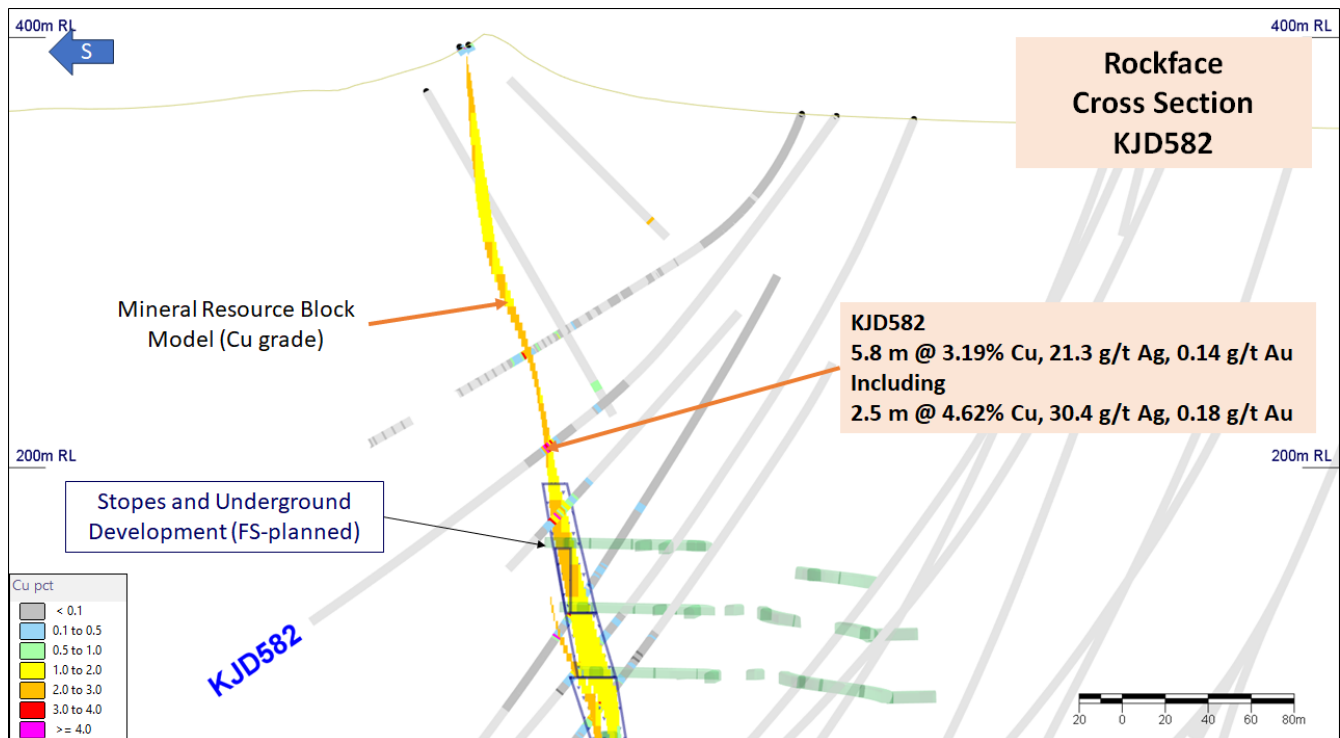 400m RL
400m RL
S
Rockface
Cross Section
KJD582
Mineral Resource Block
Model (Cu grade)
KJD582
5.8 m @ 3.19% Cu, 21.3 g/t Ag, 0.14 g/t Au
Including
2.5 m @ 4.62% Cu, 30.4 g/t Ag, 0.18 g/t Au
200m RL
200m RL
Stopes and Underground
Development (FS-planned)
Cu pct
< 0.1
0.1 to 0.5
0.5 to 1.0
1.0 to 2.0
2.0 to 3.0
3.0 to 4.0
>= 4.0
KJD582
20 0 20 40 60 80m